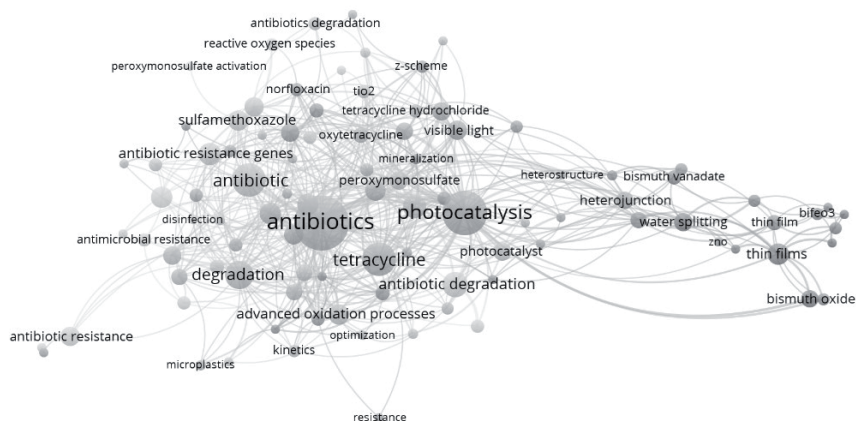 antibiotics degradation
reactive oxygen species
peroxymonosulfate activation
z-scheme
norfloxacin
tio2
tetracycline hydrochloride
sulfamethoxazole
oxytetracycline
visible light
antibiotic resistance genes
mineralization
antibiotic
peroxymonosulfate
heterostructure
bismuth vanadate
heterojunction
antibiotics
photocatalysis
disinfection
water splitting
thin film
bifeo3
antimicrobial resistance
zno
photocatalyst
thin films
tetracycline
degradation
antibiotic degradation
bismuth oxide
advanced oxidation processes
antibiotic resistance
optimization
kinetics
microplastics
resistance